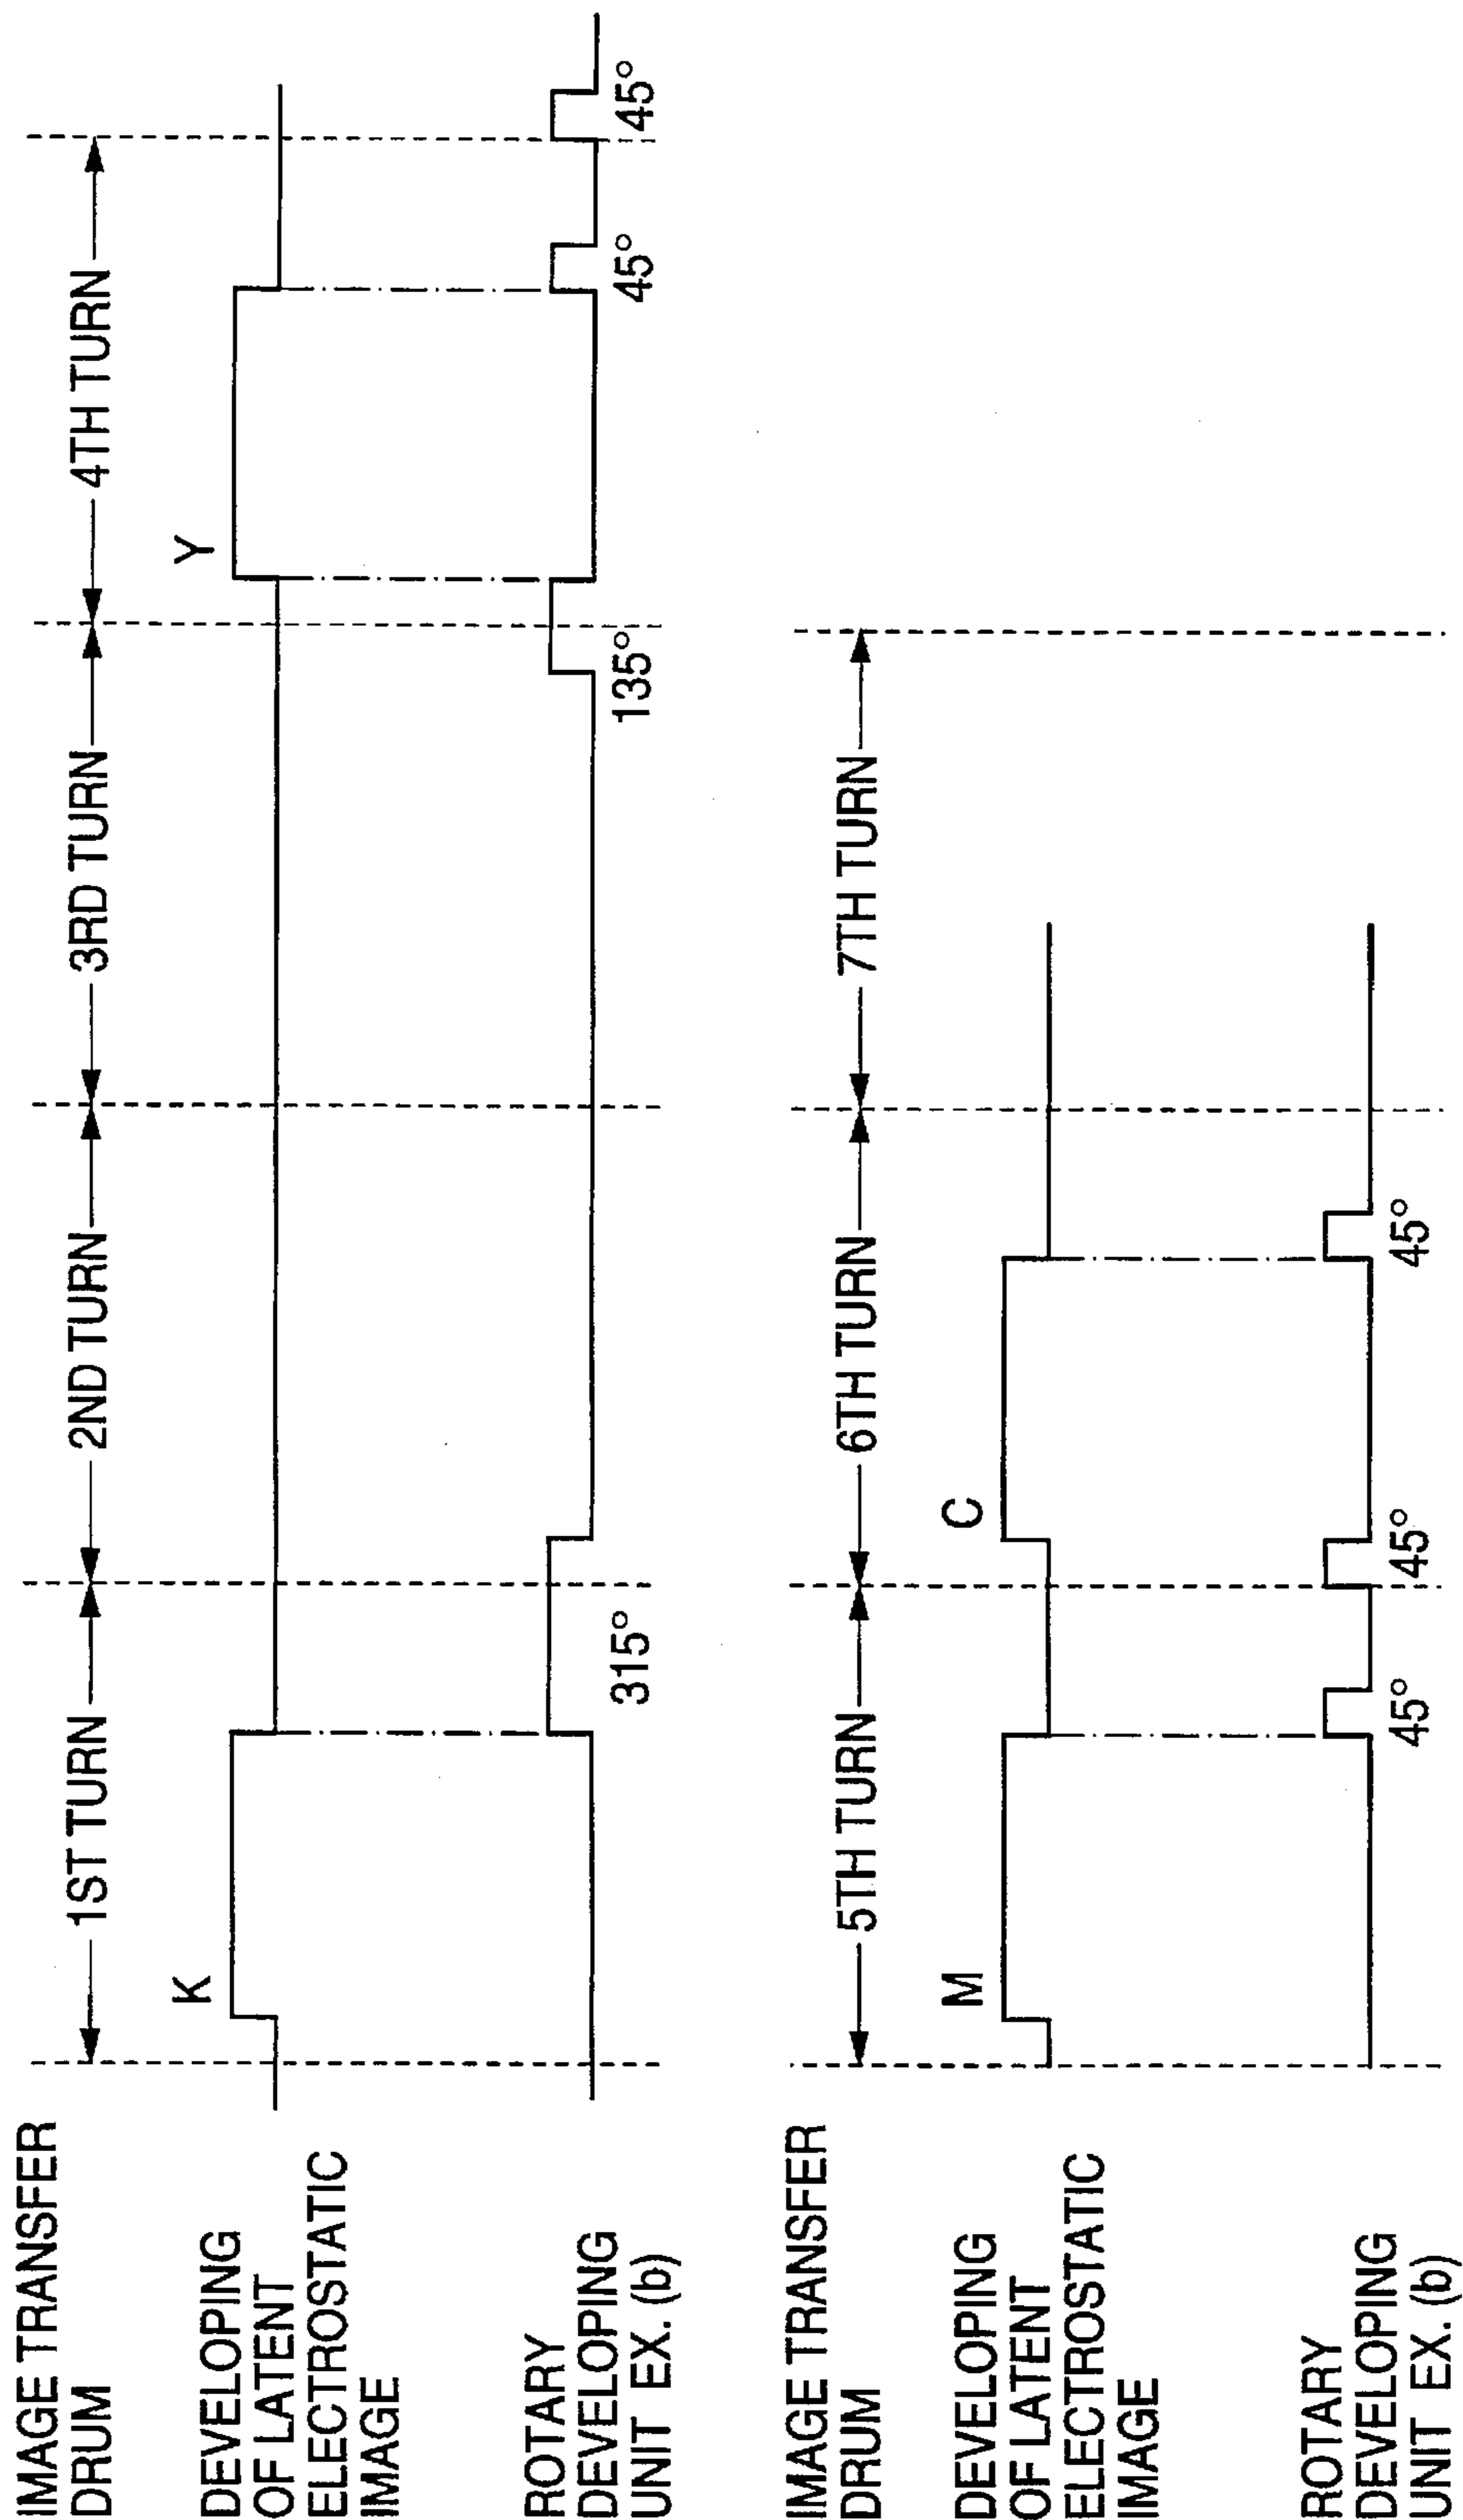 IMAGE TRANSFER
DRUM
1ST TURN
2ND TURN
3RD TURN
4TH TURN
DEVELOPING
OF LATENT
ELECTROSTATIC
IMAGE
K
Y
ROTARY
DEVELOPING
UNIT EX. (b)
315°
135°
45°
45°
IMAGE TRANSFER
DRUM
5TH TURN
6TH TURN
7TH TURN
DEVELOPING
OF LATENT
ELECTROSTATIC
IMAGE
M
C
ROTARY
DEVELOPING
UNIT EX. (b)
45°
45°
45°